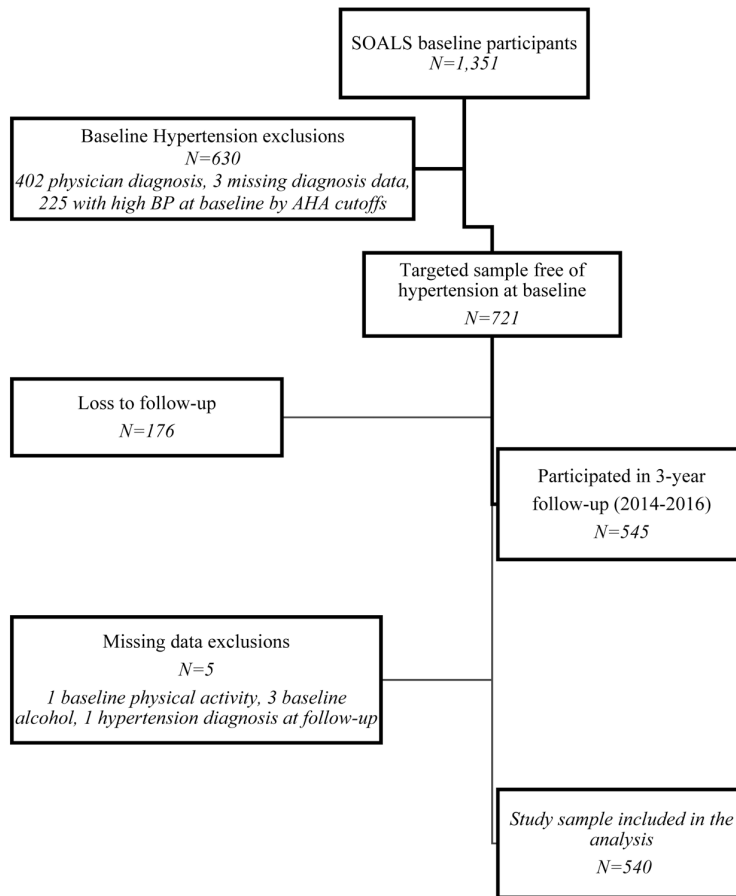 SOALS baseline participants
N=1,351
Baseline Hypertension exclusions
N=630
402 physician diagnosis, 3 missing diagnosis data,
225 with high BP at baseline by AHA cutoffs
Targeted sample free of
hypertension at baseline
N=721
Loss to follow-up
N=176
Participated in 3-year
follow-up (2014-2016)
N=545
Missing data exclusions
N=5
1 baseline physical activity, 3 baseline
alcohol, 1 hypertension diagnosis at follow-up
Study sample included in the
analysis
N=540